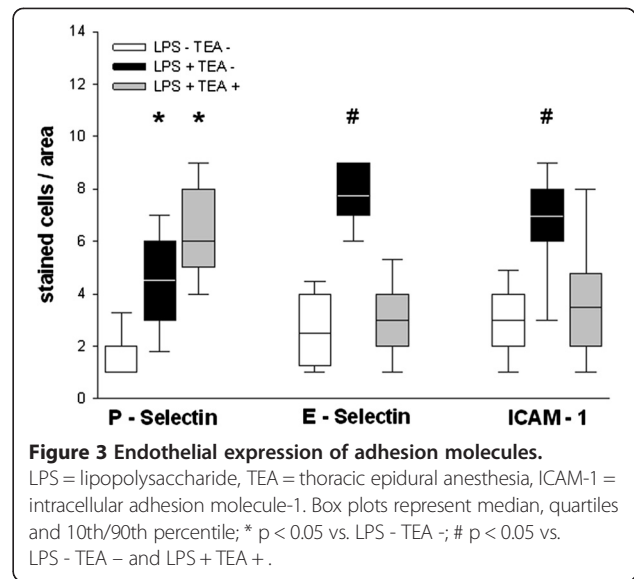 LPS - TEA -
LPS + TEA -
LPS + TEA +
stained cells / area
14
12
10
8
6
4
2
0
* * # #
P - Selectin E - Selectin ICAM - 1
Figure 3 Endothelial expression of adhesion molecules.
LPS = lipopolysaccharide, TEA = thoracic epidural anesthesia, ICAM-1 =
intracellular adhesion molecule-1. Box plots represent median, quartiles
and 10th/90th percentile; * p < 0.05 vs. LPS - TEA -; # p < 0.05 vs.
LPS - TEA – and LPS + TEA + .